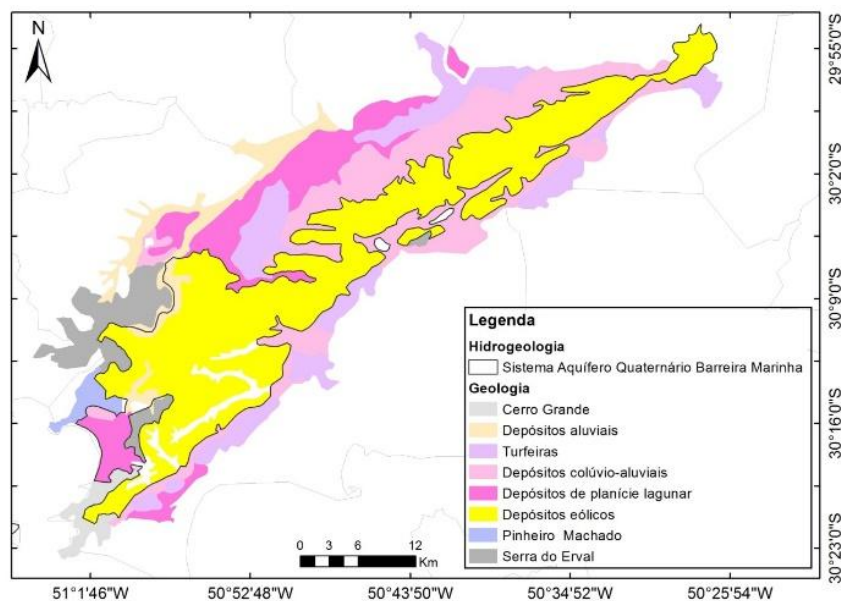 N
29°55'0"S
30°2'0"S
30°9'0"S
30°16'0"S
30°23'0"S
Legenda
Hidrogeologia
Sistema Aquífero Quaternário Barreira Marinha
Geologia
Cerro Grande
Depósitos aluviais
Turfeiras
Depósitos colúvio-aluviais
Depósitos de planície lagunar
Depósitos eólicos
Pinheiro Machado
Serra do Erval
0 3 6 12
Km
51°1'46"W 50°52'48"W 50°43'50"W 50°34'52"W 50°25'54"W